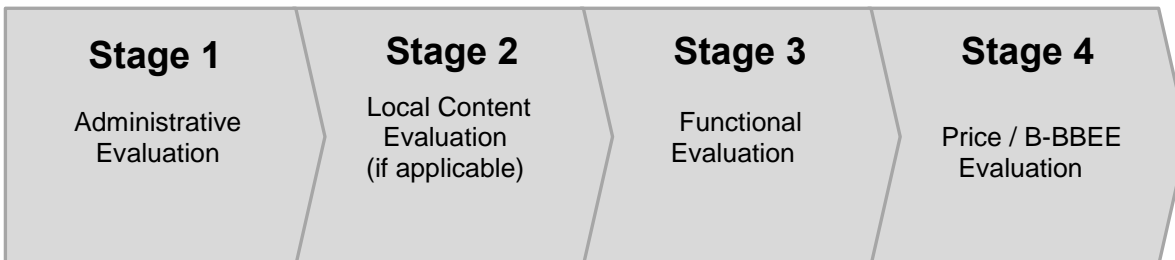 Stage 1
Administrative
Evaluation
Stage 2
Local Content
Evaluation
(if applicable)
Stage 3
Functional
Evaluation
Stage 4
Price / B-BBEE
Evaluation